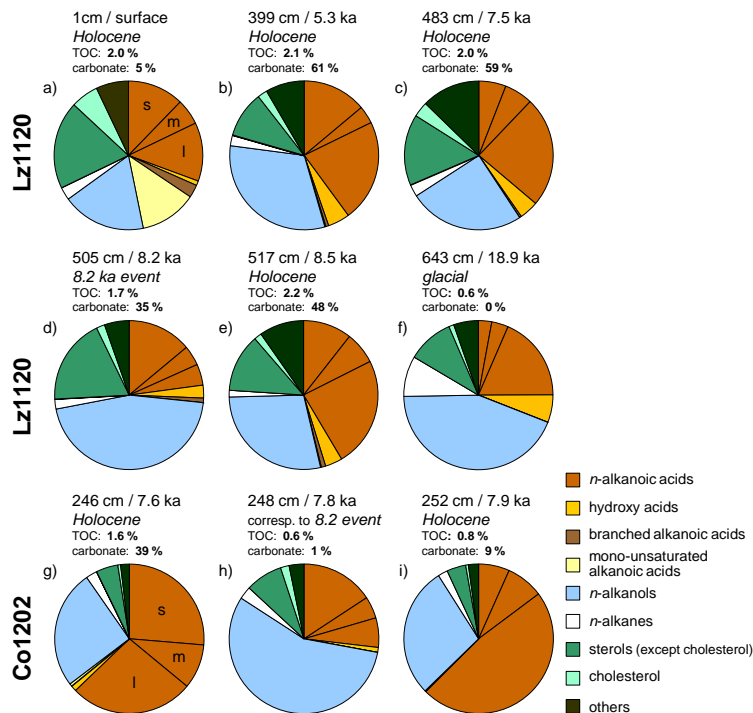 1cm / surface
Holocene
TOC: 2.0 %
carbonate: 5 %
399 cm / 5.3 ka
Holocene
TOC: 2.1 %
carbonate: 61 %
483 cm / 7.5 ka
Holocene
TOC: 2.0 %
carbonate: 59 %
Lz1120
a)
s
m
l
b)
c)
505 cm / 8.2 ka
8.2 ka event
TOC: 1.7 %
carbonate: 35 %
517 cm / 8.5 ka
Holocene
TOC: 2.2 %
carbonate: 48 %
643 cm / 18.9 ka
glacial
TOC: 0.6 %
carbonate: 0 %
Lz1120
d)
e)
f)
246 cm / 7.6 ka
Holocene
TOC: 1.6 %
carbonate: 39 %
248 cm / 7.8 ka
corresp. to 8.2 event
TOC: 0.6 %
carbonate: 1 %
252 cm / 7.9 ka
Holocene
TOC: 0.8 %
carbonate: 9 %
Co1202
g)
s
m
l
h)
i)
n-alkanoic acids
hydroxy acids
branched alkanoic acids
mono-unsaturated
alkanoic acids
n-alkanols
n-alkanes
sterols (except cholesterol)
cholesterol
others